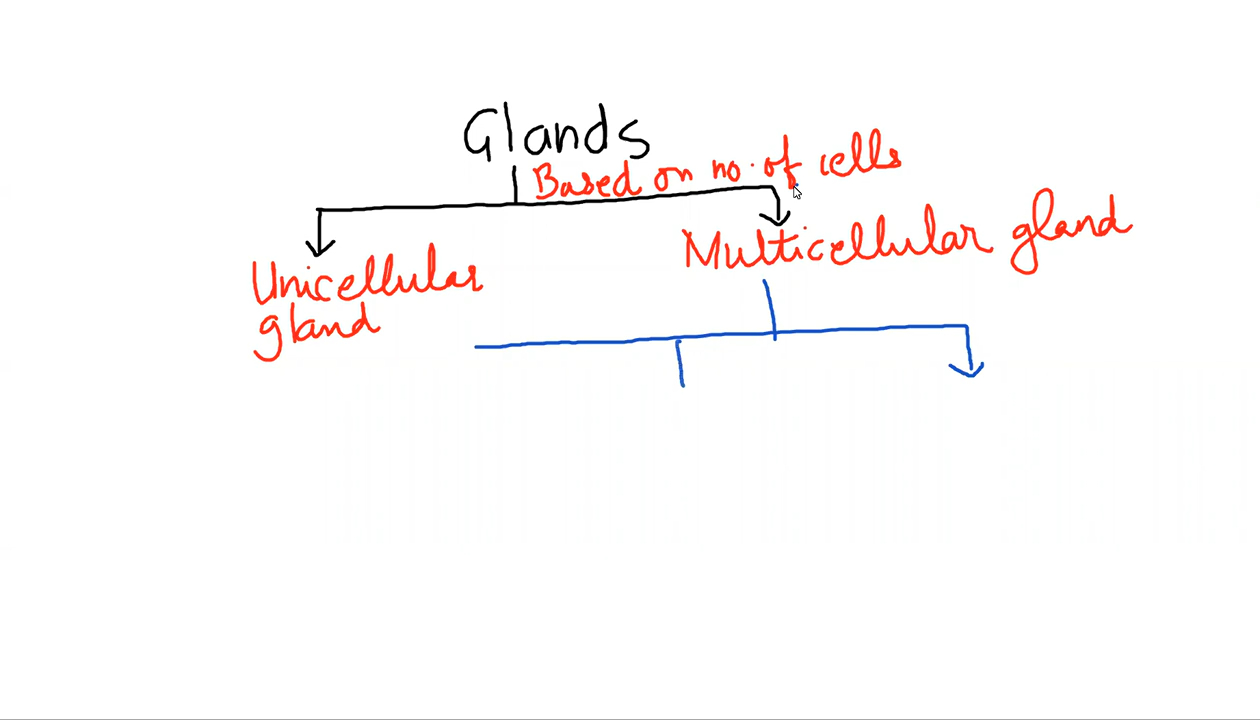 Glands
Based on no. of cells
Unicellular
gland
Multicellular gland